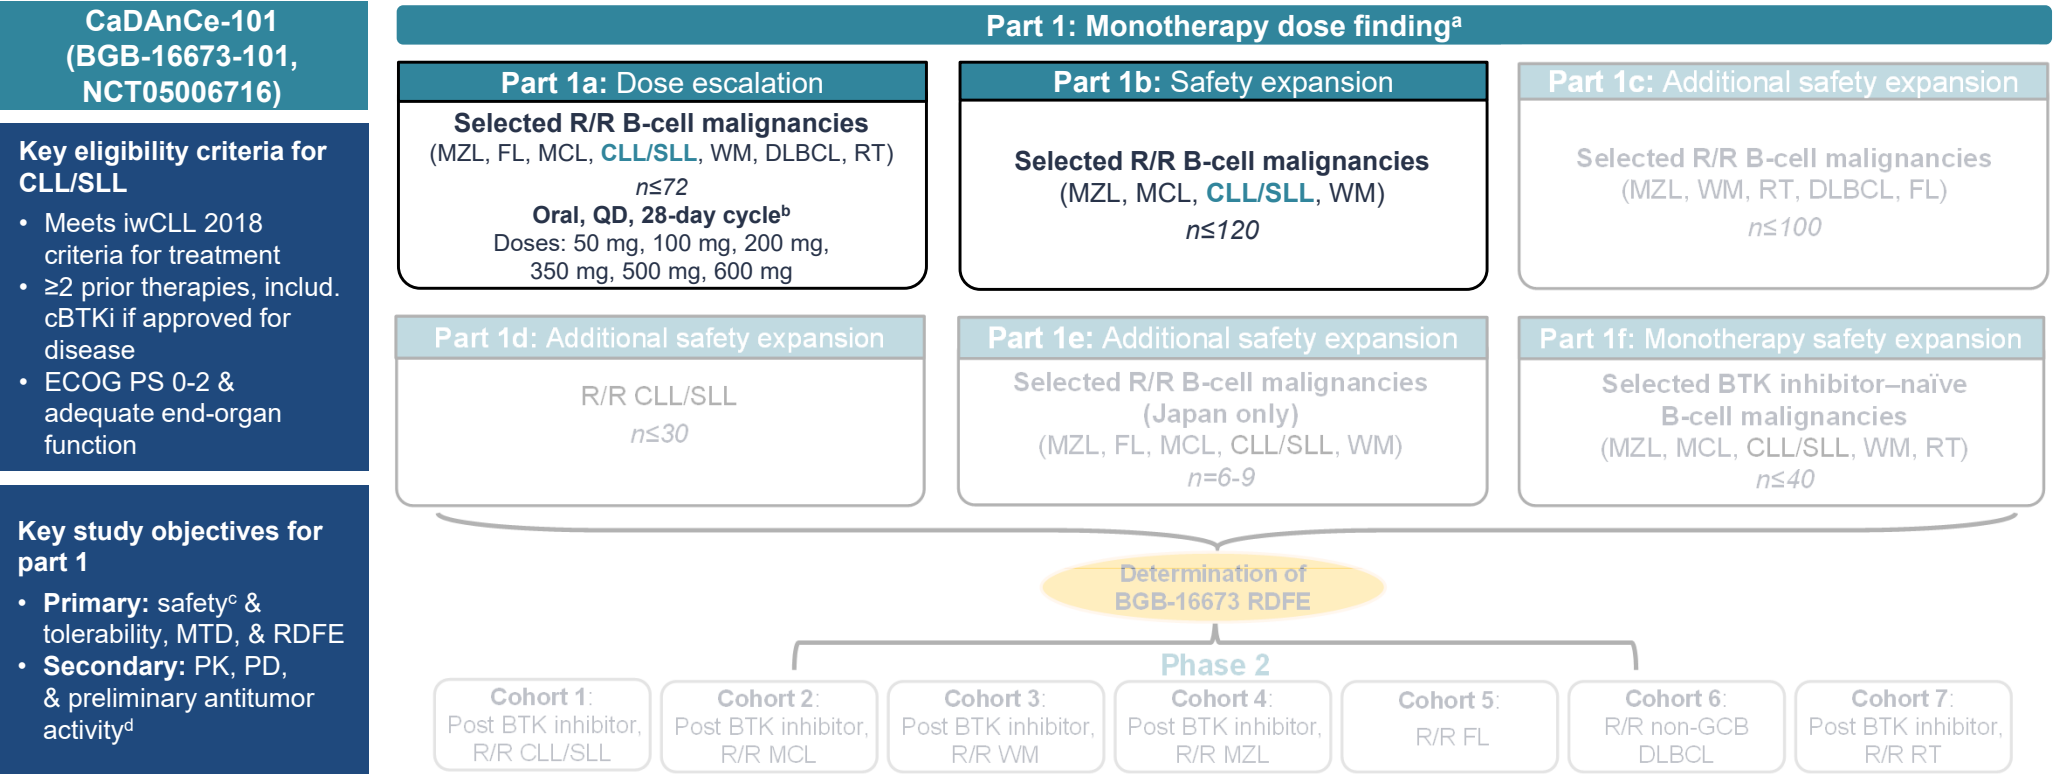 CaDAnCe-101
(BGB-16673-101,
NCT05006716)
Key eligibility criteria for
CLL/SLL
• Meets iwCLL 2018
criteria for treatment
• ≥2 prior therapies, includ.
cBTKi if approved for
disease
• ECOG PS 0-2 &
adequate end-organ
function
Key study objectives for
part 1
• Primary: safetyᶜ &
tolerability, MTD, & RDFE
• Secondary: PK, PD,
& preliminary antitumor
activityᵈ
Part 1: Monotherapy dose findingᵃ
Part 1a: Dose escalation
Selected R/R B-cell malignancies
(MZL, FL, MCL, CLL/SLL, WM, DLBCL, RT)
n≤72
Oral, QD, 28-day cycleᵇ
Doses: 50 mg, 100 mg, 200 mg,
350 mg, 500 mg, 600 mg
Part 1b: Safety expansion
Selected R/R B-cell malignancies
(MZL, MCL, CLL/SLL, WM)
n≤120
Part 1c: Additional safety expansion
Selected R/R B-cell malignancies
(MZL, WM, RT, DLBCL, FL)
n≤100
Part 1d: Additional safety expansion
R/R CLL/SLL
n≤30
Part 1e: Additional safety expansion
Selected R/R B-cell malignancies
(Japan only)
(MZL, FL, MCL, CLL/SLL, WM)
n=6-9
Part 1f: Monotherapy safety expansion
Selected BTK inhibitor–naïve
B-cell malignancies
(MZL, MCL, CLL/SLL, WM, RT)
n≤40
Determination of
BGB-16673 RDFE
Phase 2
Cohort 1:
Post BTK inhibitor,
R/R CLL/SLL
Cohort 2:
Post BTK inhibitor,
R/R MCL
Cohort 3:
Post BTK inhibitor,
R/R WM
Cohort 4:
Post BTK inhibitor,
R/R MZL
Cohort 5:
R/R FL
Cohort 6:
R/R non-GCB
DLBCL
Cohort 7:
Post BTK inhibitor,
R/R RT